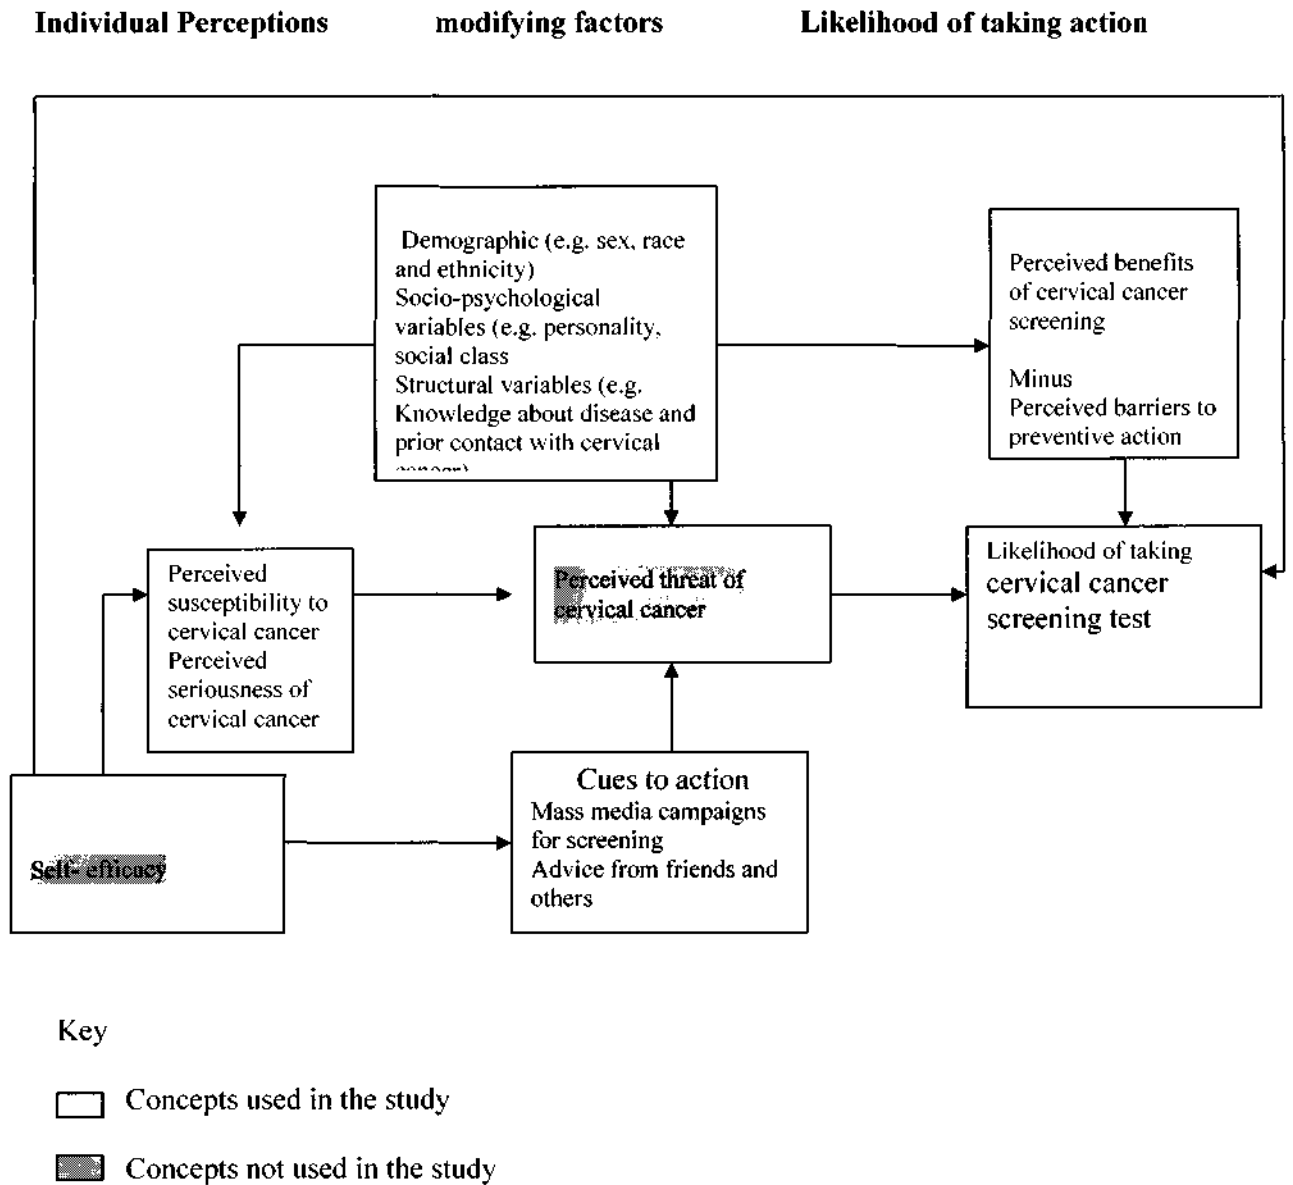 Individual Perceptions modifying factors Likelihood of taking action
Demographic (e.g. sex, race
and ethnicity)
Socio-psychological
variables (e.g. personality,
social class
Structural variables (e.g.
Knowledge about disease and
prior contact with cervical
Perceived benefits
of cervical cancer
screening
Minus
Perceived barriers to
preventive action
Perceived
susceptibility to
cervical cancer
Perceived
seriousness of
cervical cancer
Perceived threat of
cervical cancer
Likelihood of taking
cervical cancer
screening test
Self- efficacy
Cues to action
Mass media campaigns
for screening
Advice from friends and
others
Key
Concepts used in the study
Concepts not used in the study